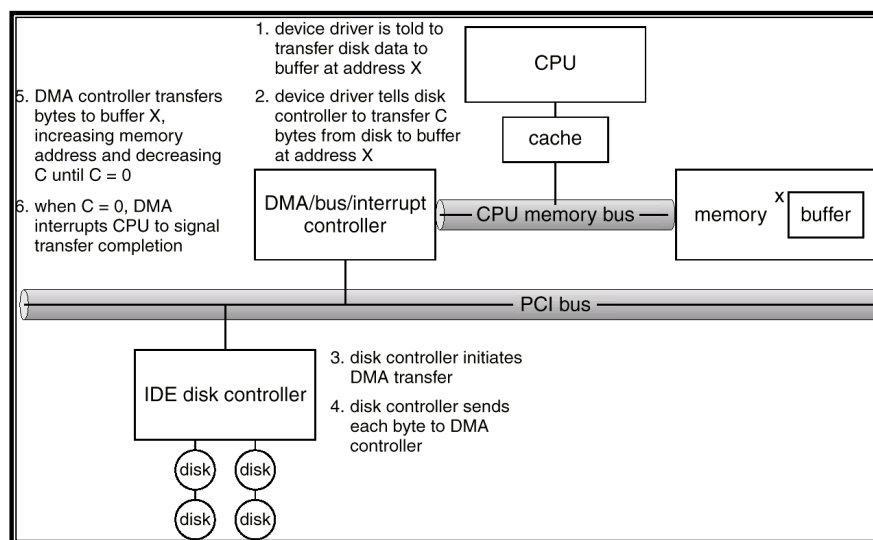 1. device driver is told to
transfer disk data to
buffer at address X
2. device driver tells disk
controller to transfer C
bytes from disk to buffer
at address X
5. DMA controller transfers
bytes to buffer X,
increasing memory
address and decreasing
C until C = 0
6. when C = 0, DMA
interrupts CPU to signal
transfer completion
CPU
cache
DMA/bus/interrupt
controller
CPU memory bus
memory
x
buffer
PCI bus
IDE disk controller
3. disk controller initiates
DMA transfer
4. disk controller sends
each byte to DMA
controller
disk
disk
disk
disk